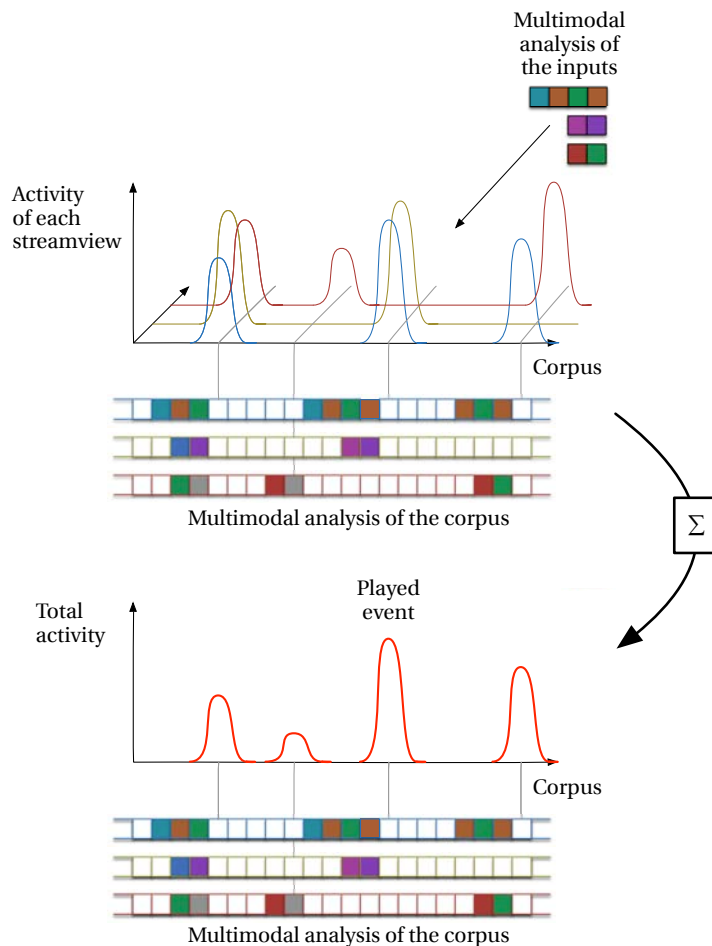 Multimodal
analysis of
the inputs
Activity
of each
streamview
Corpus
Multimodal analysis of the corpus
Σ
Played
event
Total
activity
Corpus
Multimodal analysis of the corpus